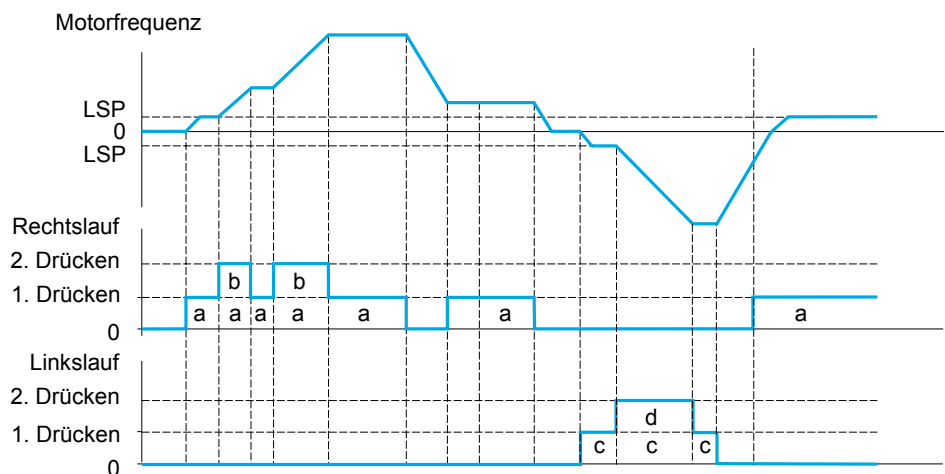 Motorfrequenz
LSP
0
LSP
Rechtslauf
2. Drücken
b b
1. Drücken
a a a a a a a
0
Linkslauf
2. Drücken
d
1. Drücken
c c c
0